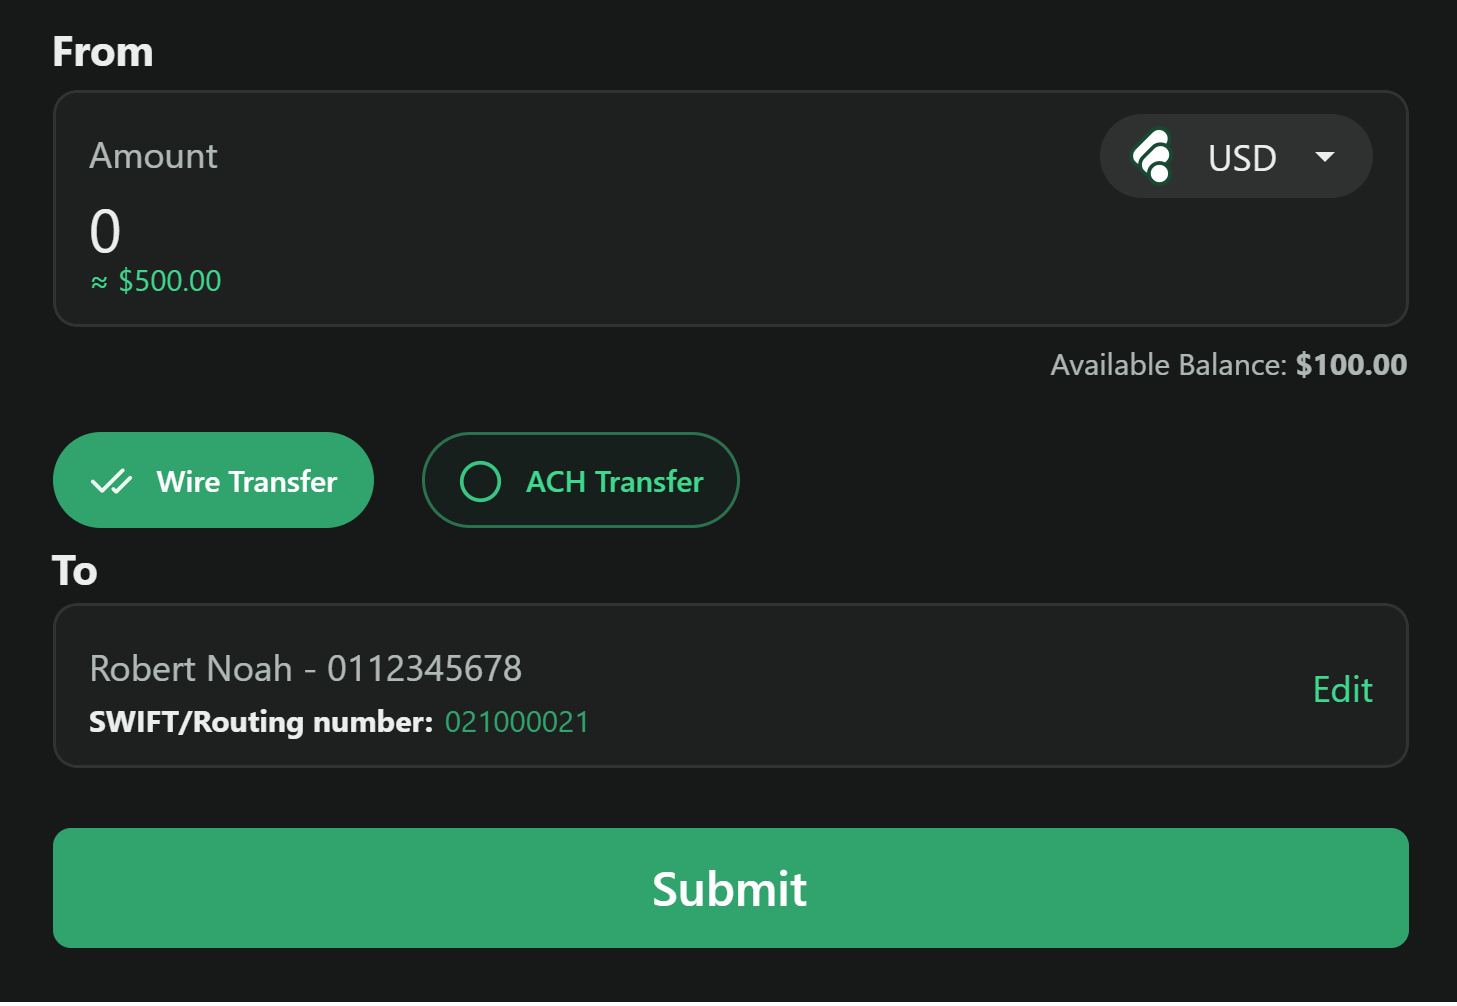 From
Amount
USD
0
≈ $500.00
Available Balance: $100.00
Wire Transfer
ACH Transfer
To
Robert Noah - 0112345678
Edit
SWIFT/Routing number: 021000021
Submit